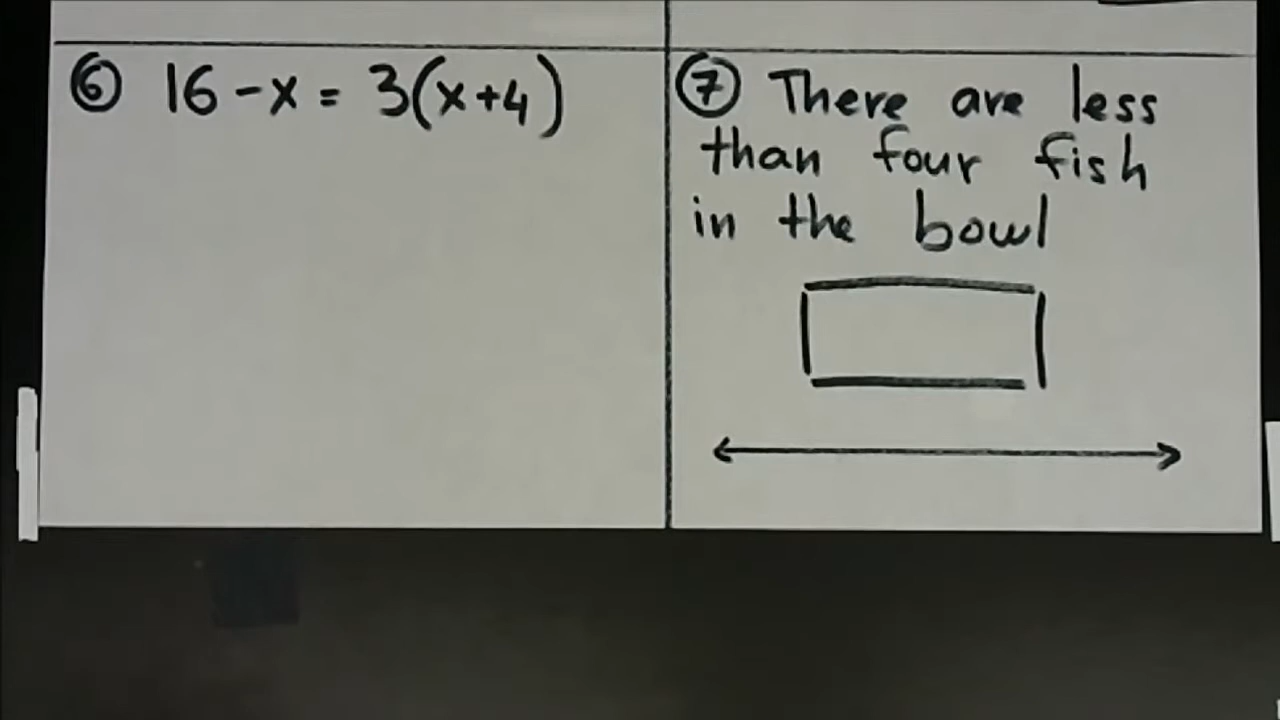 ⑥ 16 - x = 3(x+4)
⑦ There are less
than four fish
in the bowl